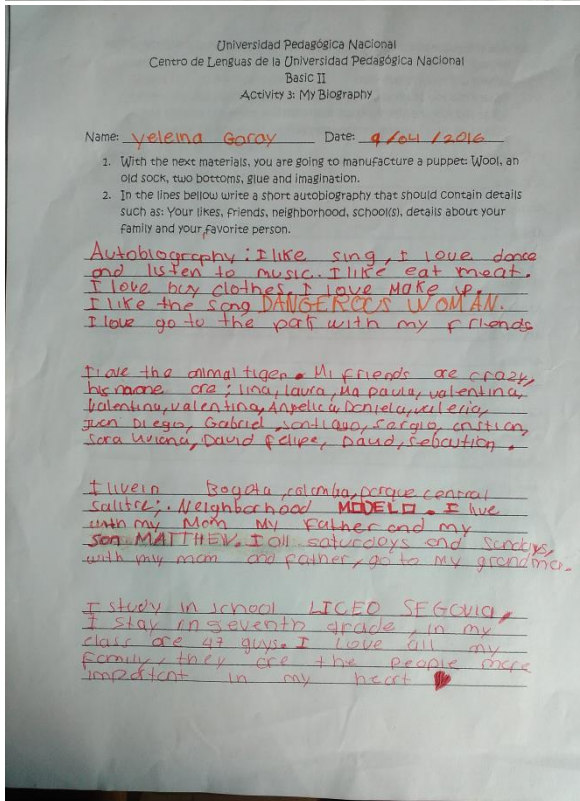 Universidad Pedagógica Nacional
Centro de Lenguas de la Universidad Pedagógica Nacional
Basic II
Activity 3: My Biography
Name: Yeleina Garay Date: 9/04/2016
1. With the next materials, you are going to manufacture a puppet: Wool, an
old sock, two bottoms, glue and imagination.
2. In the lines bellow write a short autobiography that should contain details
such as: Your likes, friends, neighborhood, school(s), details about your
family and your favorite person.
Autobiography: I like sing, I love dance
and listen to music. I like eat meat.
I love buy clothes. I love make up.
I like the song DANGEROUS WOMAN.
I love go to the park with my friends
the animal tiger. Mi friends are crazy,
his name are: lina, laura, Ma paula, valentina,
valentina, valentina, Angelica, Daniela, valeria,
Juan Diego, Gabriel, santiago, sergio, cristian,
Sara Viviana, David felipe, David, sebastian.
I live in Bogota, colombia, parque central
salitre; Neighborhood MODELO. I live
with my Mom My Father and my
son MATTHEW. I all saturdays and sundays,
with my mom and father, go to my grandma.
I study in school LICEO SEGOVIA,
I stay in seventh grade, in my
class are 47 guys. I love all my
family, they are the people more
important in my heart